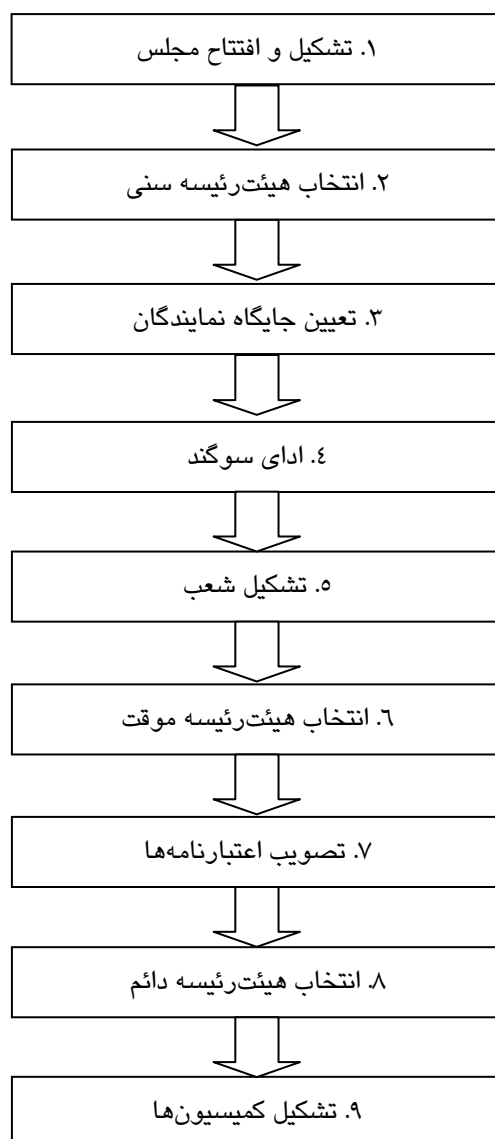 ۱. تشکیل و افتتاح مجلس
۲. انتخاب هیئت‌رئیسه سنی
۳. تعیین جایگاه نمایندگان
٤. ادای سوگند
٥. تشکیل شعب
٦. انتخاب هیئت‌رئیسه موقت
۷. تصویب اعتبارنامه‌ها
۸. انتخاب هیئت‌رئیسه دائم
۹. تشکیل کمیسیون‌ها